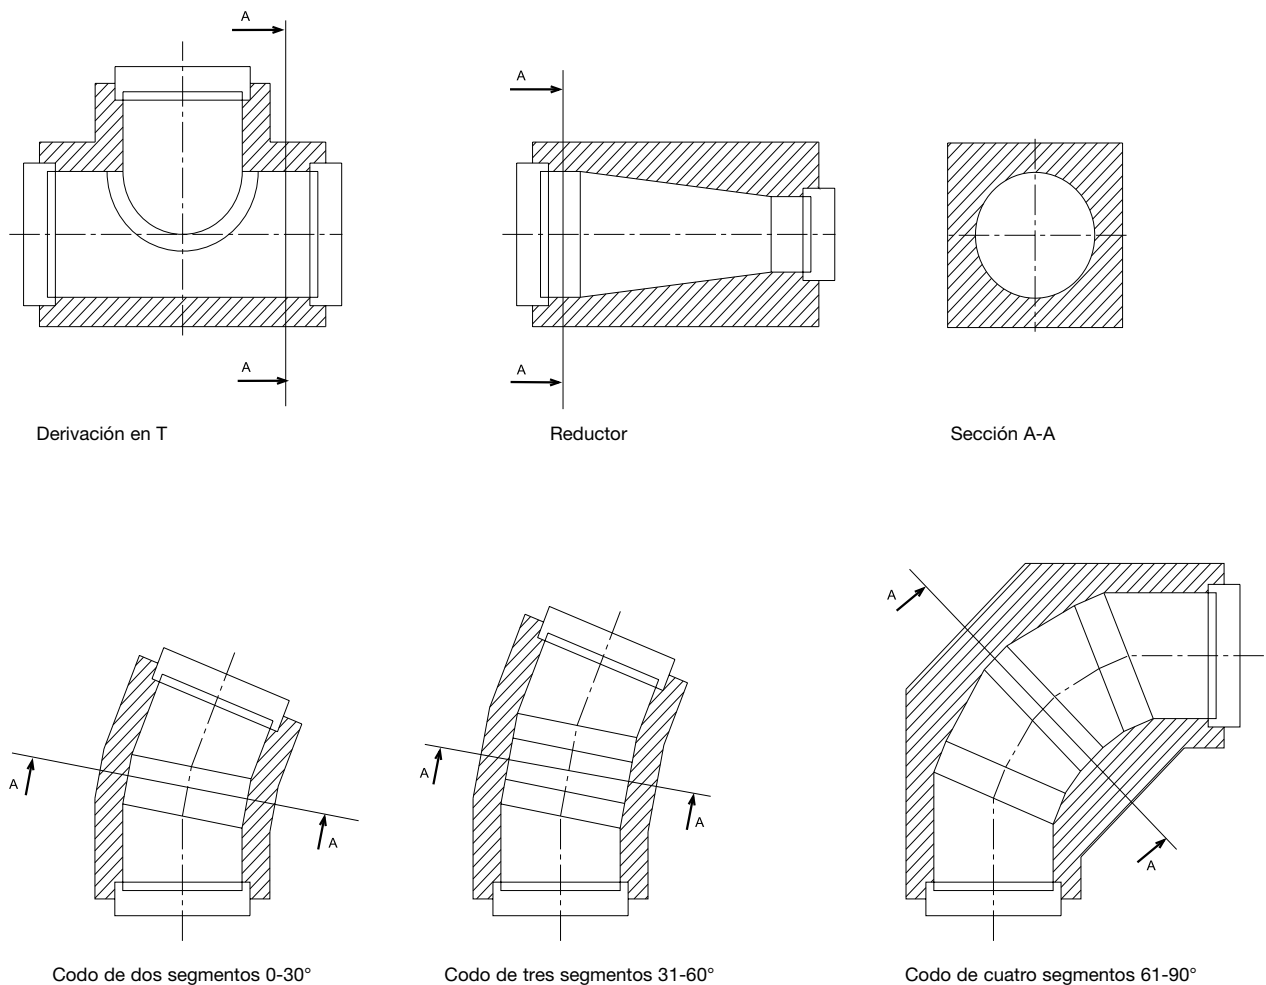 A
A
A
A
Derivación en T
Reductor
Sección A-A
A
A
A
A
A
A
Codo de dos segmentos 0-30°
Codo de tres segmentos 31-60°
Codo de cuatro segmentos 61-90°